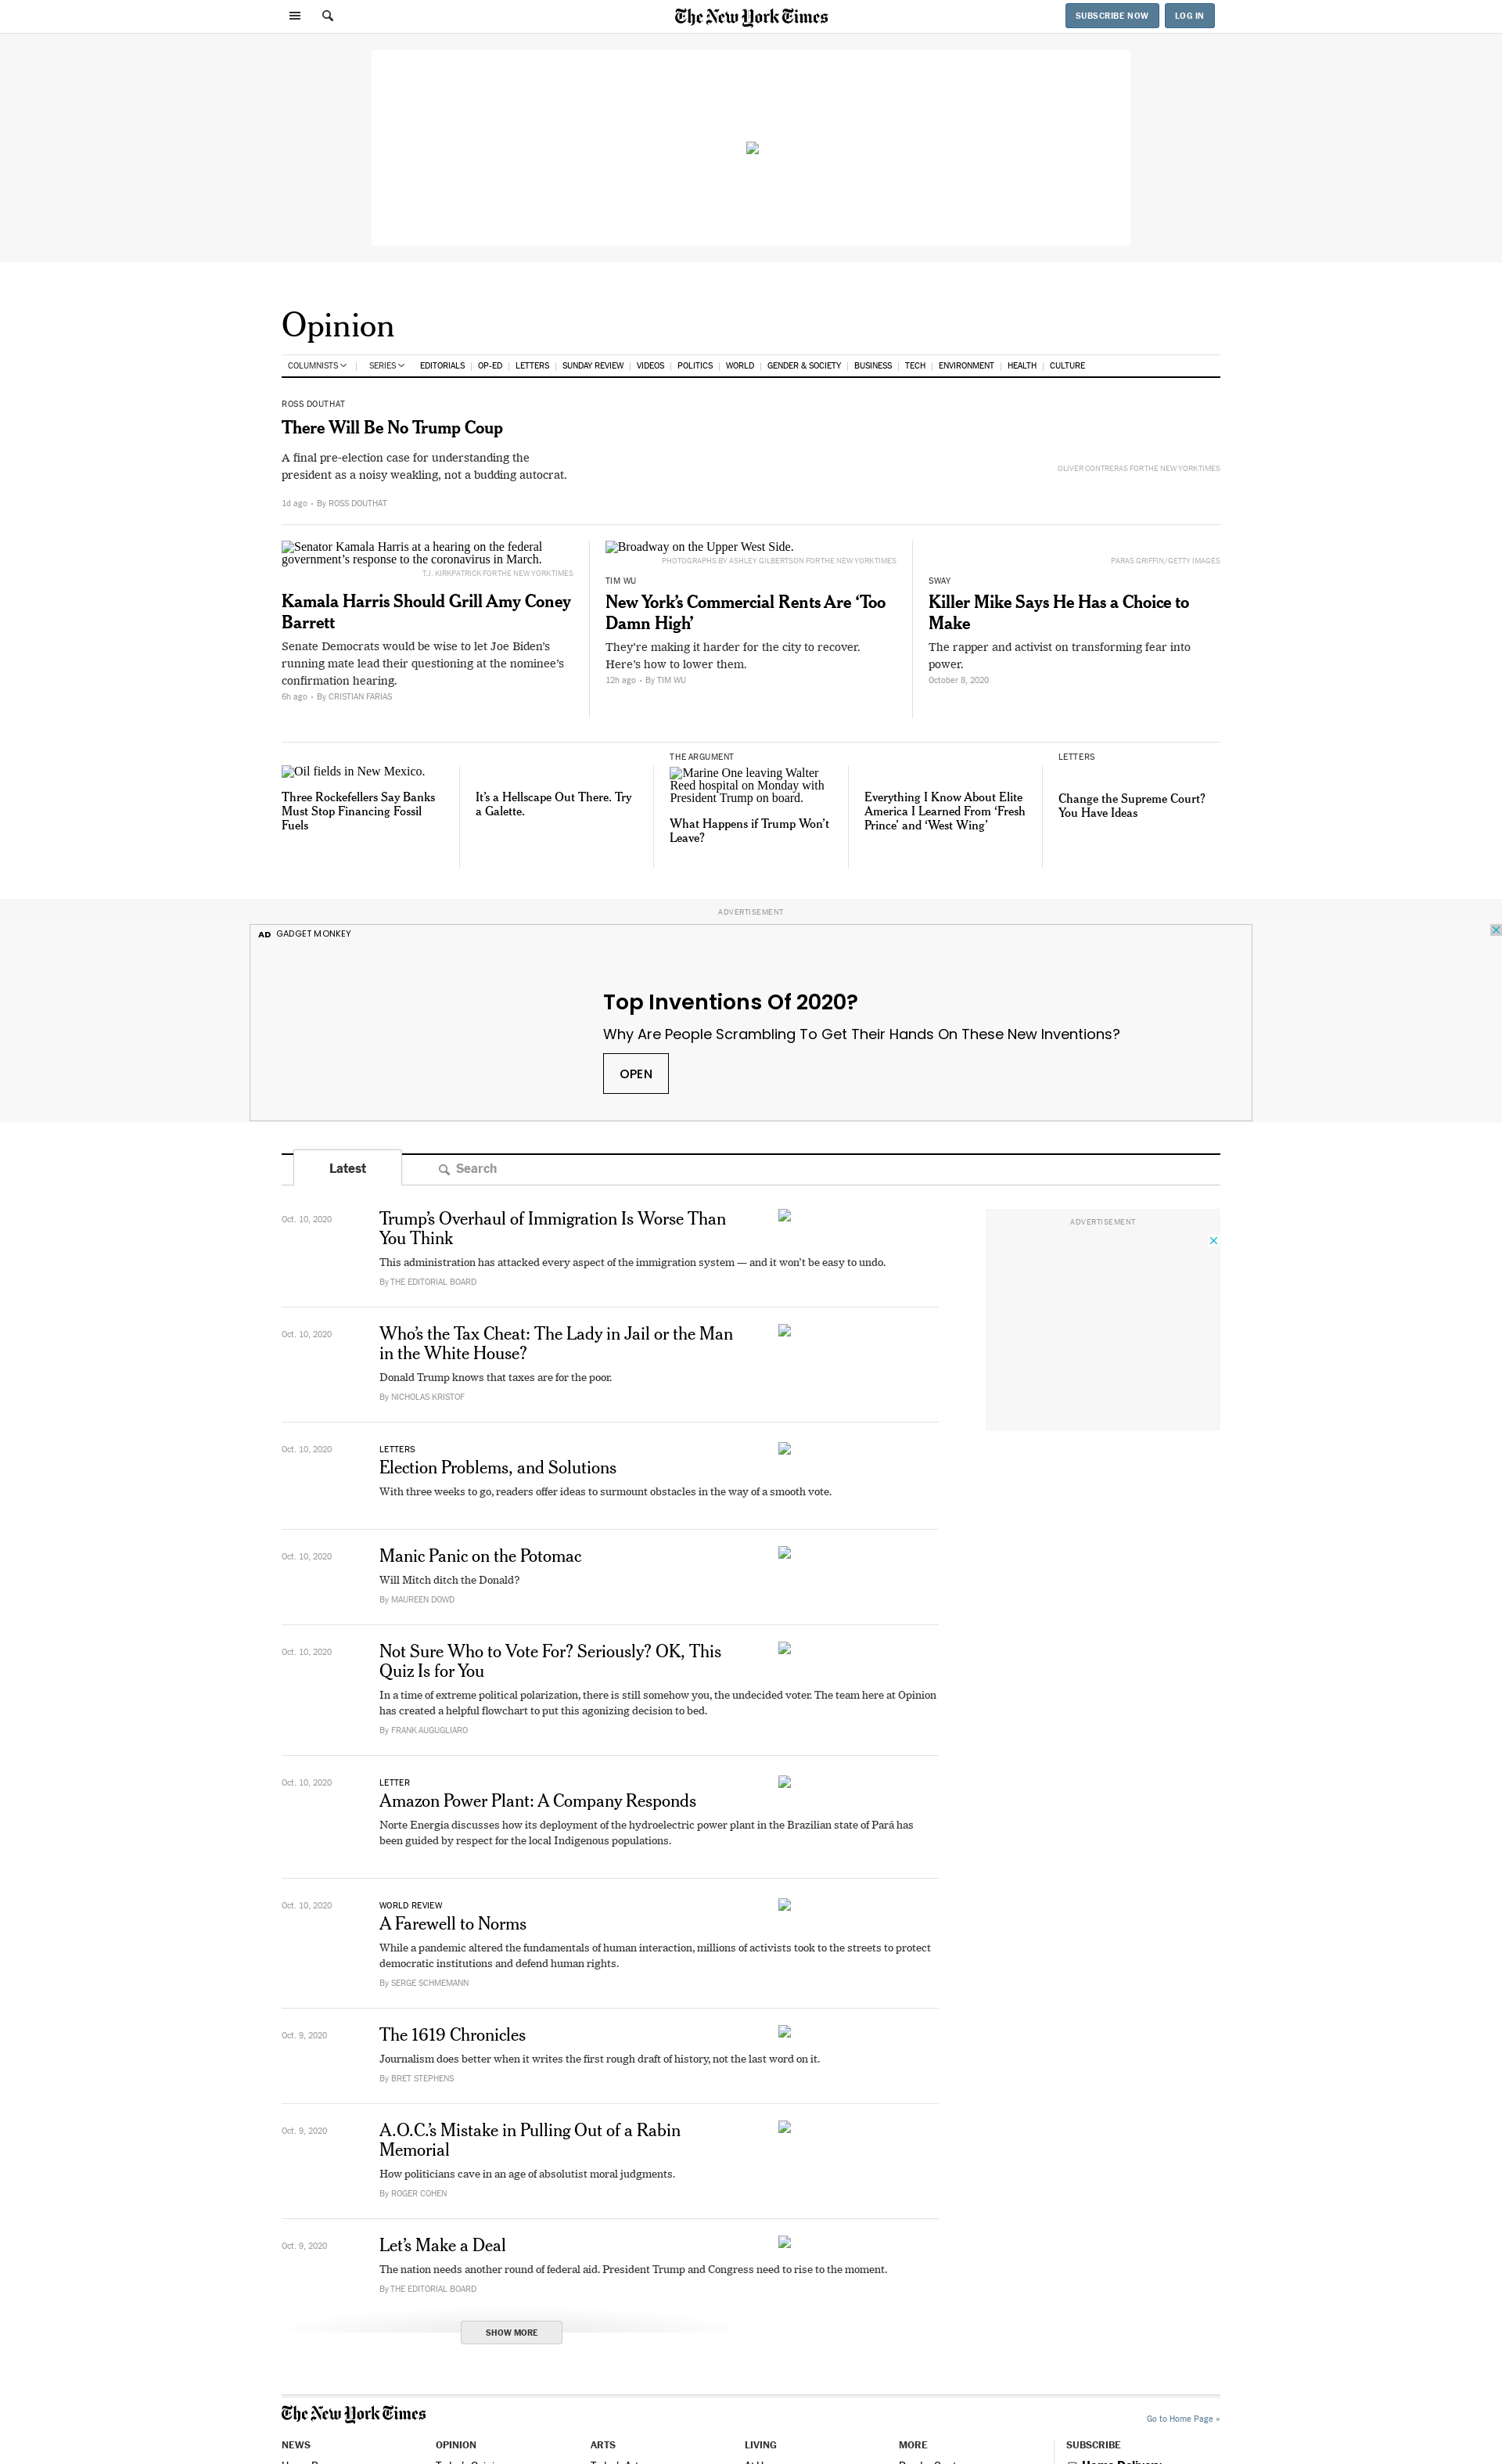 The New York Times
SUBSCRIBE NOW
LOG IN
Opinion
COLUMNISTS | SERIES EDITORIALS | OP-ED | LETTERS | SUNDAY REVIEW | VIDEOS | POLITICS | WORLD | GENDER & SOCIETY | BUSINESS | TECH | ENVIRONMENT | HEALTH | CULTURE
ROSS DOUTHAT
There Will Be No Trump Coup
A final pre-election case for understanding the
president as a noisy weakling, not a budding autocrat.
1d ago • By ROSS DOUTHAT
OLIVER CONTRERAS FOR THE NEW YORK TIMES
Senator Kamala Harris at a hearing on the federal
government’s response to the coronavirus in March.
T.J. KIRKPATRICK FOR THE NEW YORK TIMES
Kamala Harris Should Grill Amy Coney
Barrett
Senate Democrats would be wise to let Joe Biden’s
running mate lead their questioning at the nominee’s
confirmation hearing.
6h ago • By CRISTIAN FARIAS
Broadway on the Upper West Side.
PHOTOGRAPHS BY ASHLEY GILBERTSON FOR THE NEW YORK TIMES
TIM WU
New York’s Commercial Rents Are ‘Too
Damn High’
They’re making it harder for the city to recover.
Here’s how to lower them.
12h ago • By TIM WU
PARAS GRIFFIN/GETTY IMAGES
SWAY
Killer Mike Says He Has a Choice to
Make
The rapper and activist on transforming fear into
power.
October 8, 2020
Oil fields in New Mexico.
Three Rockefellers Say Banks
Must Stop Financing Fossil
Fuels
It’s a Hellscape Out There. Try
a Galette.
THE ARGUMENT
Marine One leaving Walter
Reed hospital on Monday with
President Trump on board.
What Happens if Trump Won’t
Leave?
Everything I Know About Elite
America I Learned From ‘Fresh
Prince’ and ‘West Wing’
LETTERS
Change the Supreme Court?
You Have Ideas
ADVERTISEMENT
AD GADGET MONKEY
Top Inventions Of 2020?
Why Are People Scrambling To Get Their Hands On These New Inventions?
OPEN
Latest
Search
Oct. 10, 2020
Trump’s Overhaul of Immigration Is Worse Than
You Think
This administration has attacked every aspect of the immigration system — and it won’t be easy to undo.
By THE EDITORIAL BOARD
ADVERTISEMENT
Oct. 10, 2020
Who’s the Tax Cheat: The Lady in Jail or the Man
in the White House?
Donald Trump knows that taxes are for the poor.
By NICHOLAS KRISTOF
Oct. 10, 2020
LETTERS
Election Problems, and Solutions
With three weeks to go, readers offer ideas to surmount obstacles in the way of a smooth vote.
Oct. 10, 2020
Manic Panic on the Potomac
Will Mitch ditch the Donald?
By MAUREEN DOWD
Oct. 10, 2020
Not Sure Who to Vote For? Seriously? OK, This
Quiz Is for You
In a time of extreme political polarization, there is still somehow you, the undecided voter. The team here at Opinion
has created a helpful flowchart to put this agonizing decision to bed.
By FRANK AUGUGLIARO
Oct. 10, 2020
LETTER
Amazon Power Plant: A Company Responds
Norte Energia discusses how its deployment of the hydroelectric power plant in the Brazilian state of Pará has
been guided by respect for the local Indigenous populations.
Oct. 10, 2020
WORLD REVIEW
A Farewell to Norms
While a pandemic altered the fundamentals of human interaction, millions of activists took to the streets to protect
democratic institutions and defend human rights.
By SERGE SCHMEMANN
Oct. 9, 2020
The 1619 Chronicles
Journalism does better when it writes the first rough draft of history, not the last word on it.
By BRET STEPHENS
Oct. 9, 2020
A.O.C.’s Mistake in Pulling Out of a Rabin
Memorial
How politicians cave in an age of absolutist moral judgments.
By ROGER COHEN
Oct. 9, 2020
Let’s Make a Deal
The nation needs another round of federal aid. President Trump and Congress need to rise to the moment.
By THE EDITORIAL BOARD
SHOW MORE
The New York Times
Go to Home Page »
NEWS
OPINION
ARTS
LIVING
MORE
SUBSCRIBE